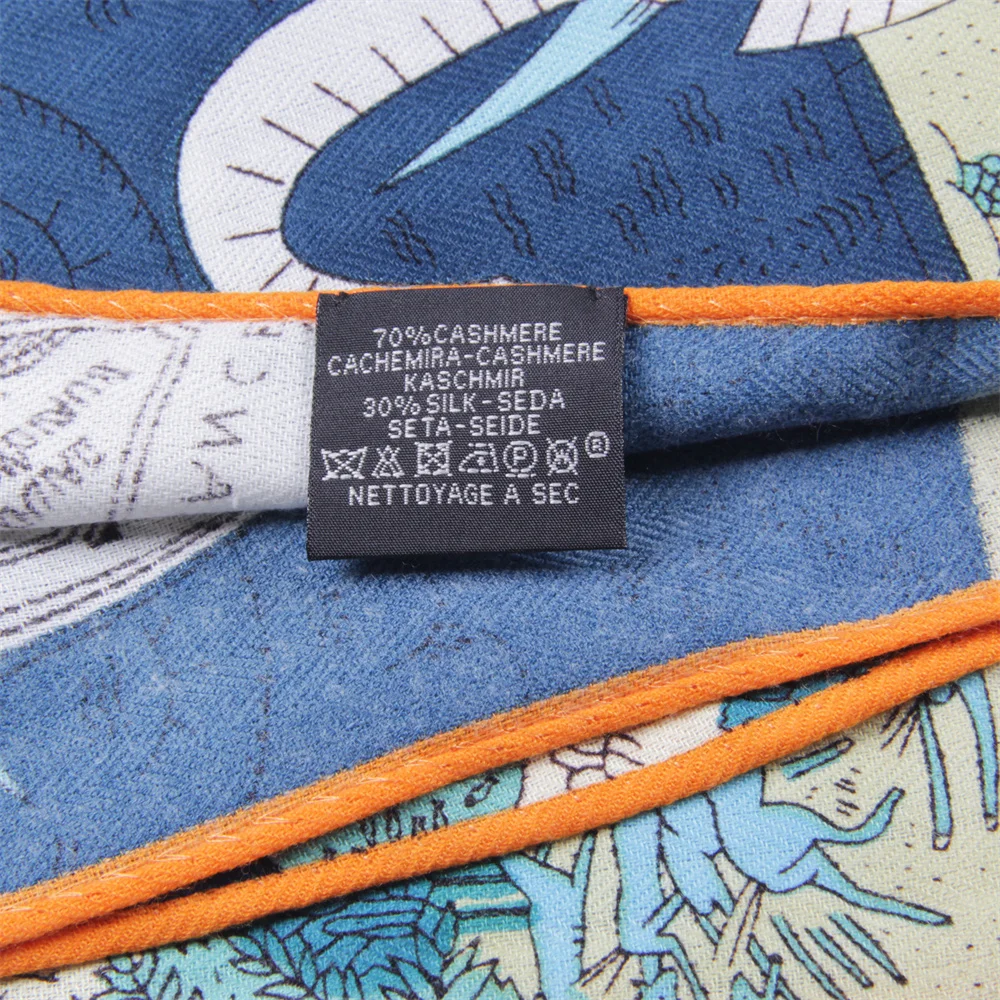 70%CASHMERE
CACHEMIRA-CASHMERE
KASCHMIR
30%SILK-SEDA
SETA-SEIDE
P ®
NETTOYAGE A SEC